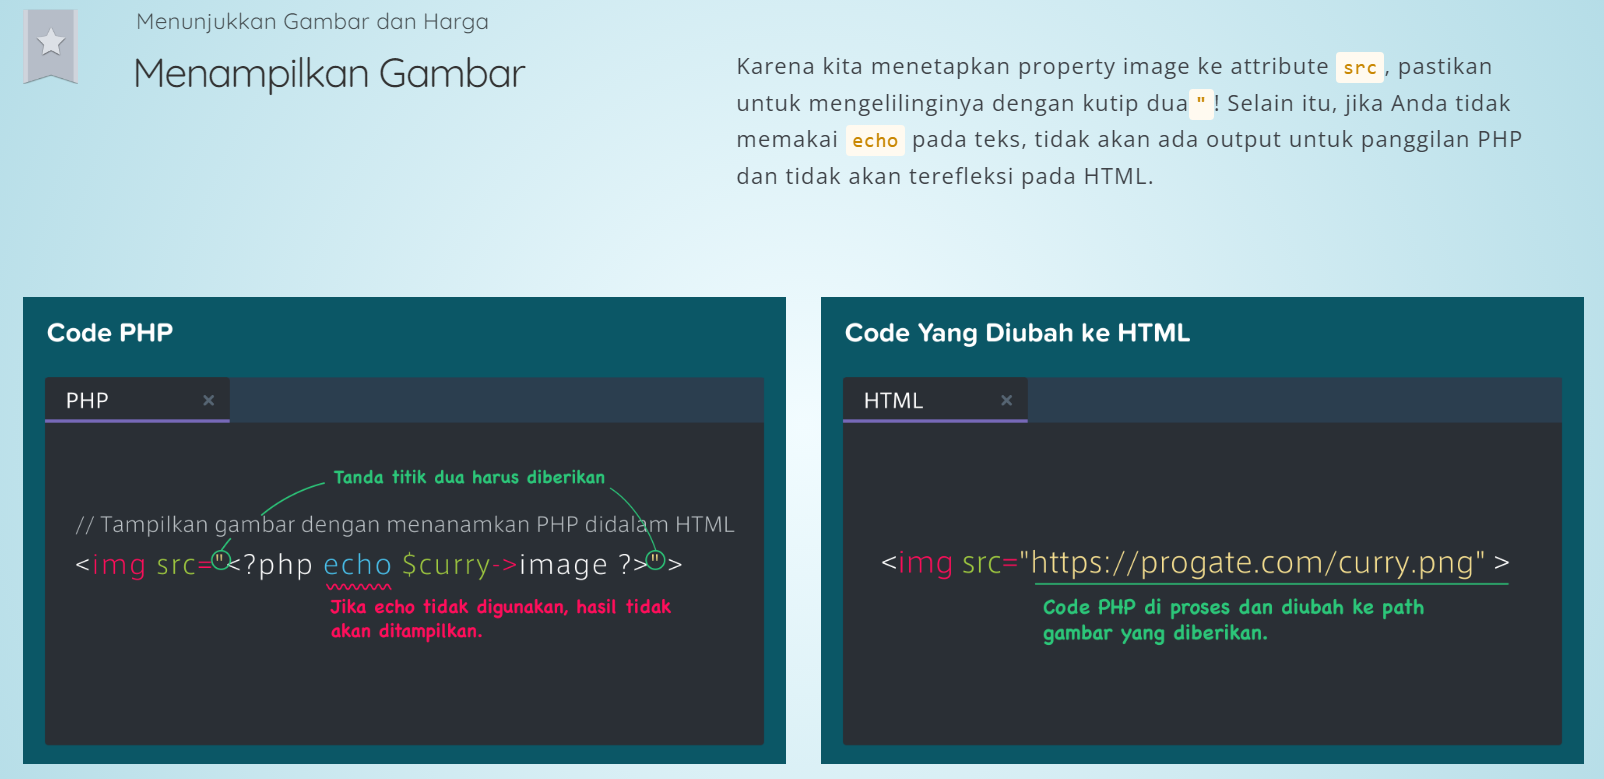 Menunjukkan Gambar dan Harga
Menampilkan Gambar
Karena kita menetapkan property image ke attribute src, pastikan
untuk mengelilinginya dengan kutip dua"! Selain itu, jika Anda tidak
memakai echo pada teks, tidak akan ada output untuk panggilan PHP
dan tidak akan terefleksi pada HTML.
Code PHP
PHP ×
Tanda titik dua harus diberikan
// Tampilkan gambar dengan menanamkan PHP didalam HTML
<img src="<?php echo $curry->image ?>" >
Jika echo tidak digunakan, hasil tidak
akan ditampilkan.
Code Yang Diubah ke HTML
HTML ×
<img src="https://progate.com/curry.png" >
Code PHP di proses dan diubah ke path
gambar yang diberikan.